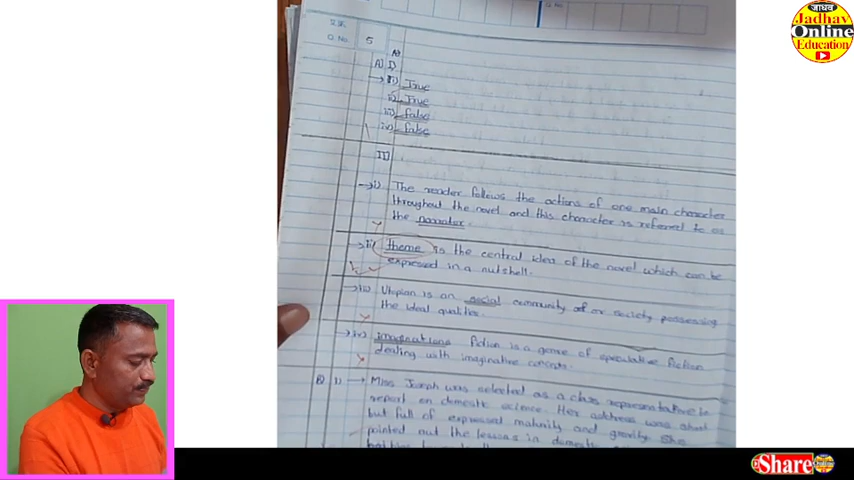 Q.No.
जाधव
Jadhav
Online
Education
Q No. 5
A)
A) I)
→ i) True
ii) True
iii) false
iv) false
II)
→ i) The reader follows the actions of one main character
throughout the novel and this character is referred to as
the narrator.
→ ii) theme is the central idea of the novel which can be
expressed in a nutshell.
→ iii) Utopian is an social community of or society possessing
the ideal qualities.
→ iv) imaginations fiction is a genre of speculative fiction
dealing with imaginative concepts.
B) i) → Miss Joseph was selected as a class representative to
report on domestic science. Her address was short
but full of expressed maturity and gravity she
pointed out the lessons in domestic
Share